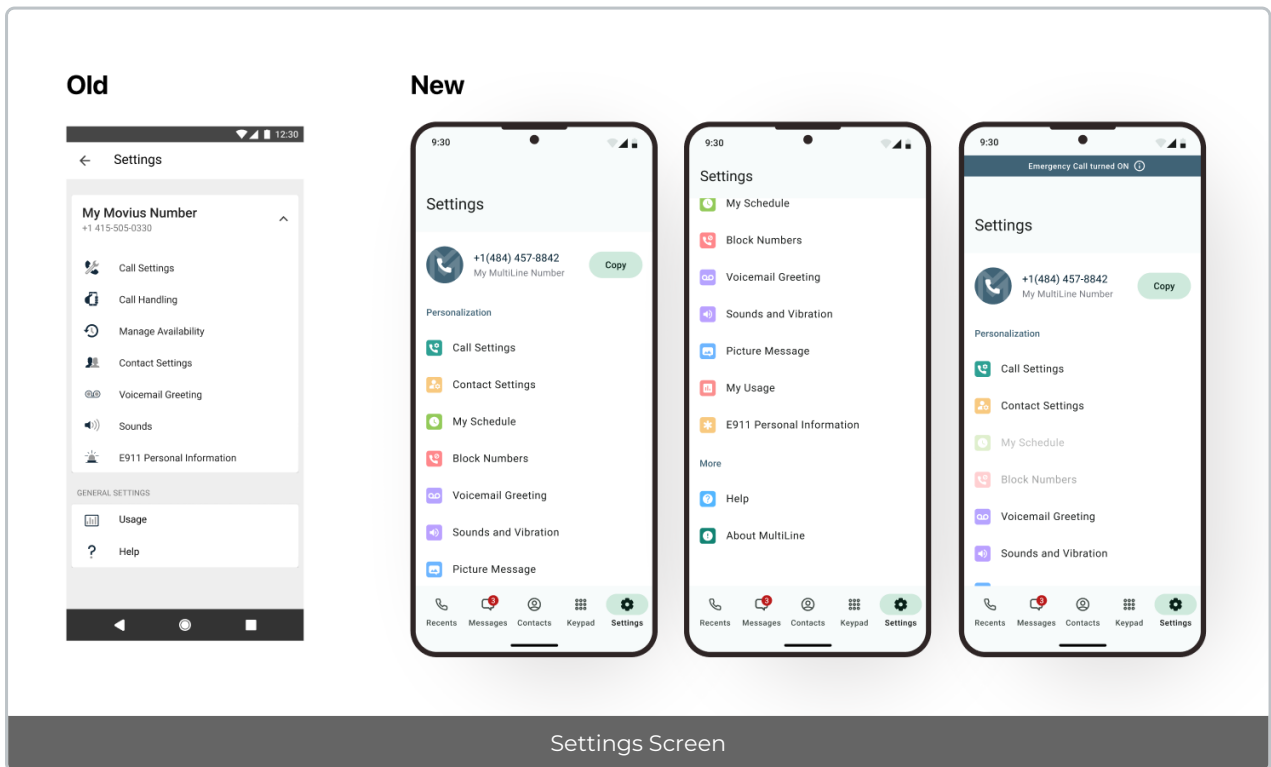 Old
12:30
Settings
My Movius Number
+1 415-505-0330
Call Settings
Call Handling
Manage Availability
Contact Settings
Voicemail Greeting
Sounds
E911 Personal Information
GENERAL SETTINGS
Usage
? Help
New
9:30
Settings
+1(484) 457-8842
My MultiLine Number
Copy
Personalization
Call Settings
Contact Settings
My Schedule
Block Numbers
Voicemail Greeting
Sounds and Vibration
Picture Message
3
Recents Messages Contacts Keypad Settings
9:30
Settings
My Schedule
Block Numbers
Voicemail Greeting
Sounds and Vibration
Picture Message
My Usage
E911 Personal Information
More
Help
About MultiLine
3
Recents Messages Contacts Keypad Settings
9:30
Emergency Call turned ON
Settings
+1(484) 457-8842
My MultiLine Number
Copy
Personalization
Call Settings
Contact Settings
My Schedule
Block Numbers
Voicemail Greeting
Sounds and Vibration
3
Recents Messages Contacts Keypad Settings
Settings Screen